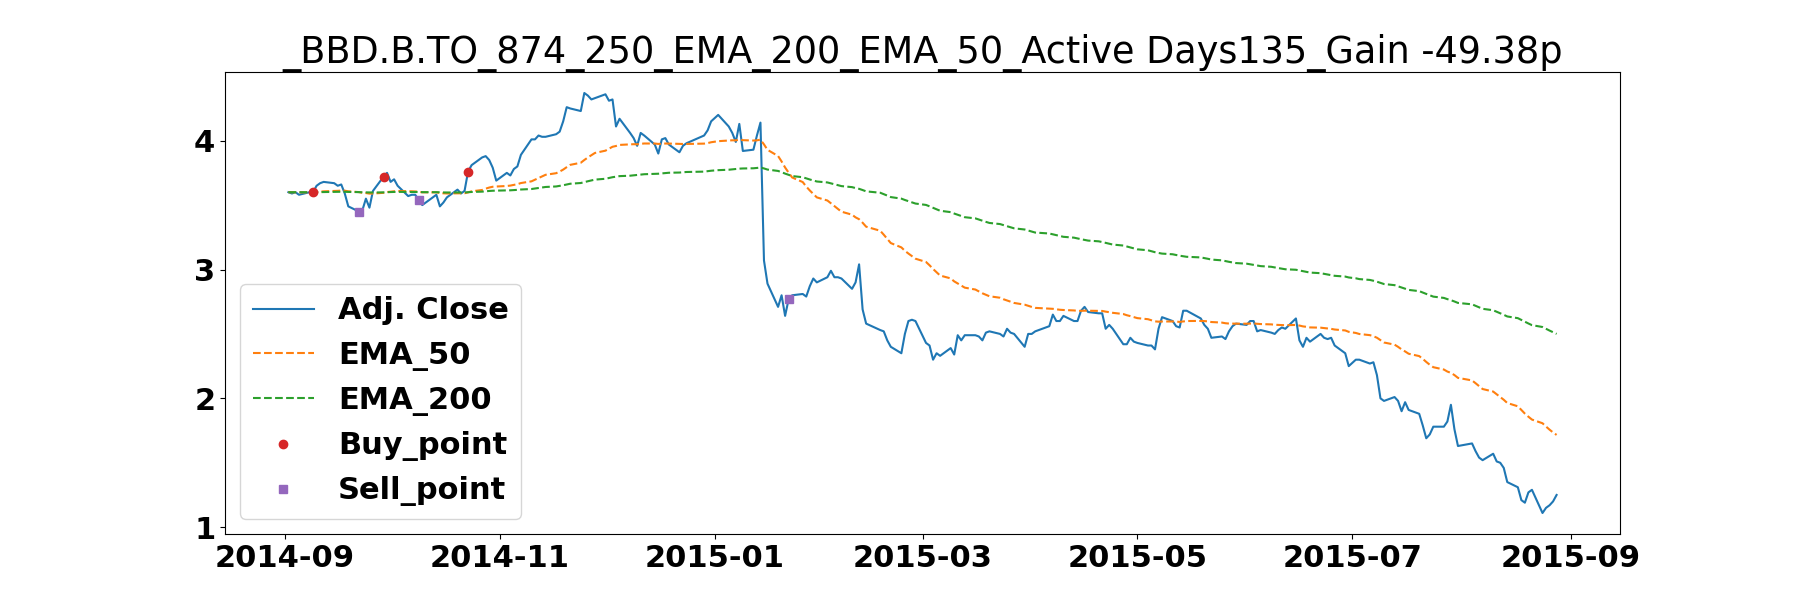 _BBD.B.TO_874_250_EMA_200_EMA_50_Active Days135_Gain -49.38p
4
3
2
1
Adj. Close
EMA_50
EMA_200
Buy_point
Sell_point
2014-09 2014-11 2015-01 2015-03 2015-05 2015-07 2015-09